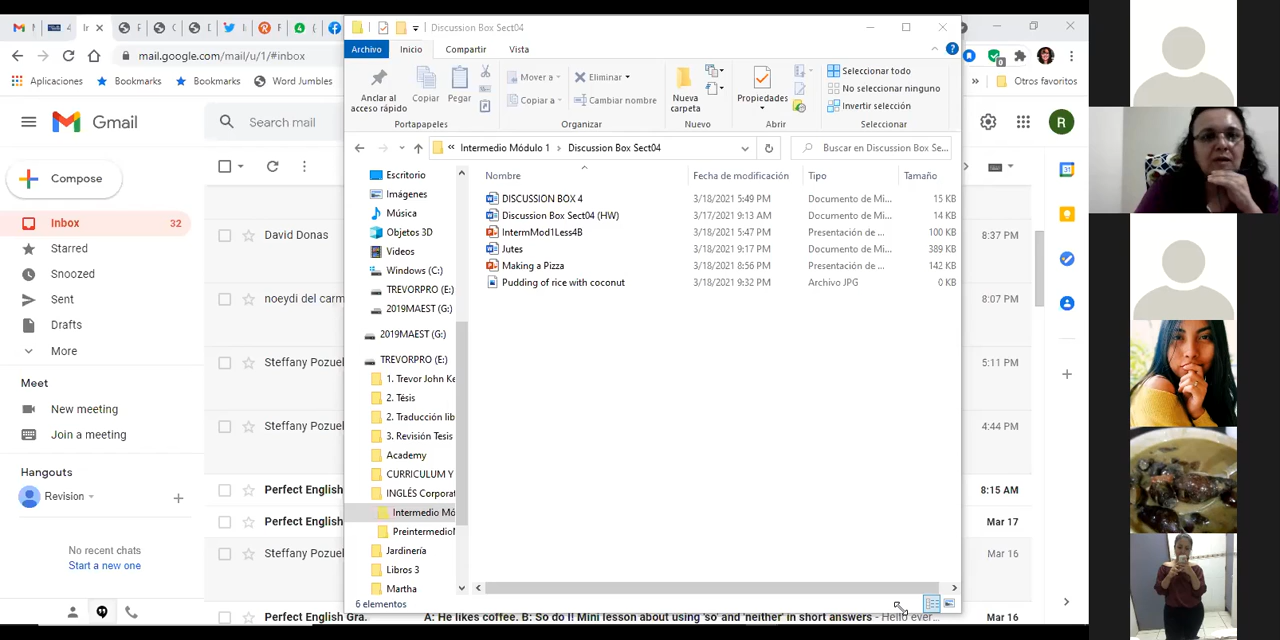 Discussion Box Sect04
mail.google.com/mail/u/1/#inbox
Aplicaciones
Bookmarks
Bookmarks
Word Jumbles
Otros favoritos
Gmail
Search mail
R
Compose
Inbox 32
Starred
Snoozed
Sent
Drafts
More
Meet
New meeting
Join a meeting
Hangouts
Revision
No recent chats
Start a new one
David Donas 8:37 PM
noeydi del carm 8:07 PM
Steffany Pozuel 5:11 PM
Steffany Pozuel 4:44 PM
Perfect English 8:15 AM
Perfect English Mar 17
Steffany Pozuel Mar 16
Perfect English Gra. A: He likes coffee. B: So do I! Mini lesson about using 'so' and 'neither' in short answers - Hello ever... Mar 16
Archivo Inicio Compartir Vista
Anclar al
acceso rápido
Copiar
Pegar
Mover a
Copiar a
Eliminar
Cambiar nombre
Nueva
carpeta
Propiedades
Seleccionar todo
No seleccionar ninguno
Invertir selección
Portapapeles Organizar Nuevo Abrir Seleccionar
« Intermedio Módulo 1 > Discussion Box Sect04
Buscar en Discussion Box Se...
Nombre Fecha de modificación Tipo Tamaño
DISCUSSION BOX 4 3/18/2021 5:49 PM Documento de Mi... 15 KB
Discussion Box Sect04 (HW) 3/17/2021 9:13 AM Documento de Mi... 14 KB
IntermMod1Less4B 3/18/2021 5:47 PM Presentación de ... 100 KB
Jutes 3/18/2021 9:17 PM Documento de Mi... 389 KB
Making a Pizza 3/18/2021 8:56 PM Presentación de ... 142 KB
Pudding of rice with coconut 3/18/2021 9:32 PM Archivo JPG 0 KB
Escritorio
Imágenes
Música
Objetos 3D
Videos
Windows (C:)
TREVORPRO (E:)
2019MAEST (G:)
2019MAEST (G:)
TREVORPRO (E:)
1. Trevor John Ke
2. Tésis
2. Traducción lib
3. Revisión Tesis
Academy
CURRICULUM Y
INGLÉS Corporat
Intermedio Mó
Preintermedio
Jardinería
Libros 3
Martha
6 elementos